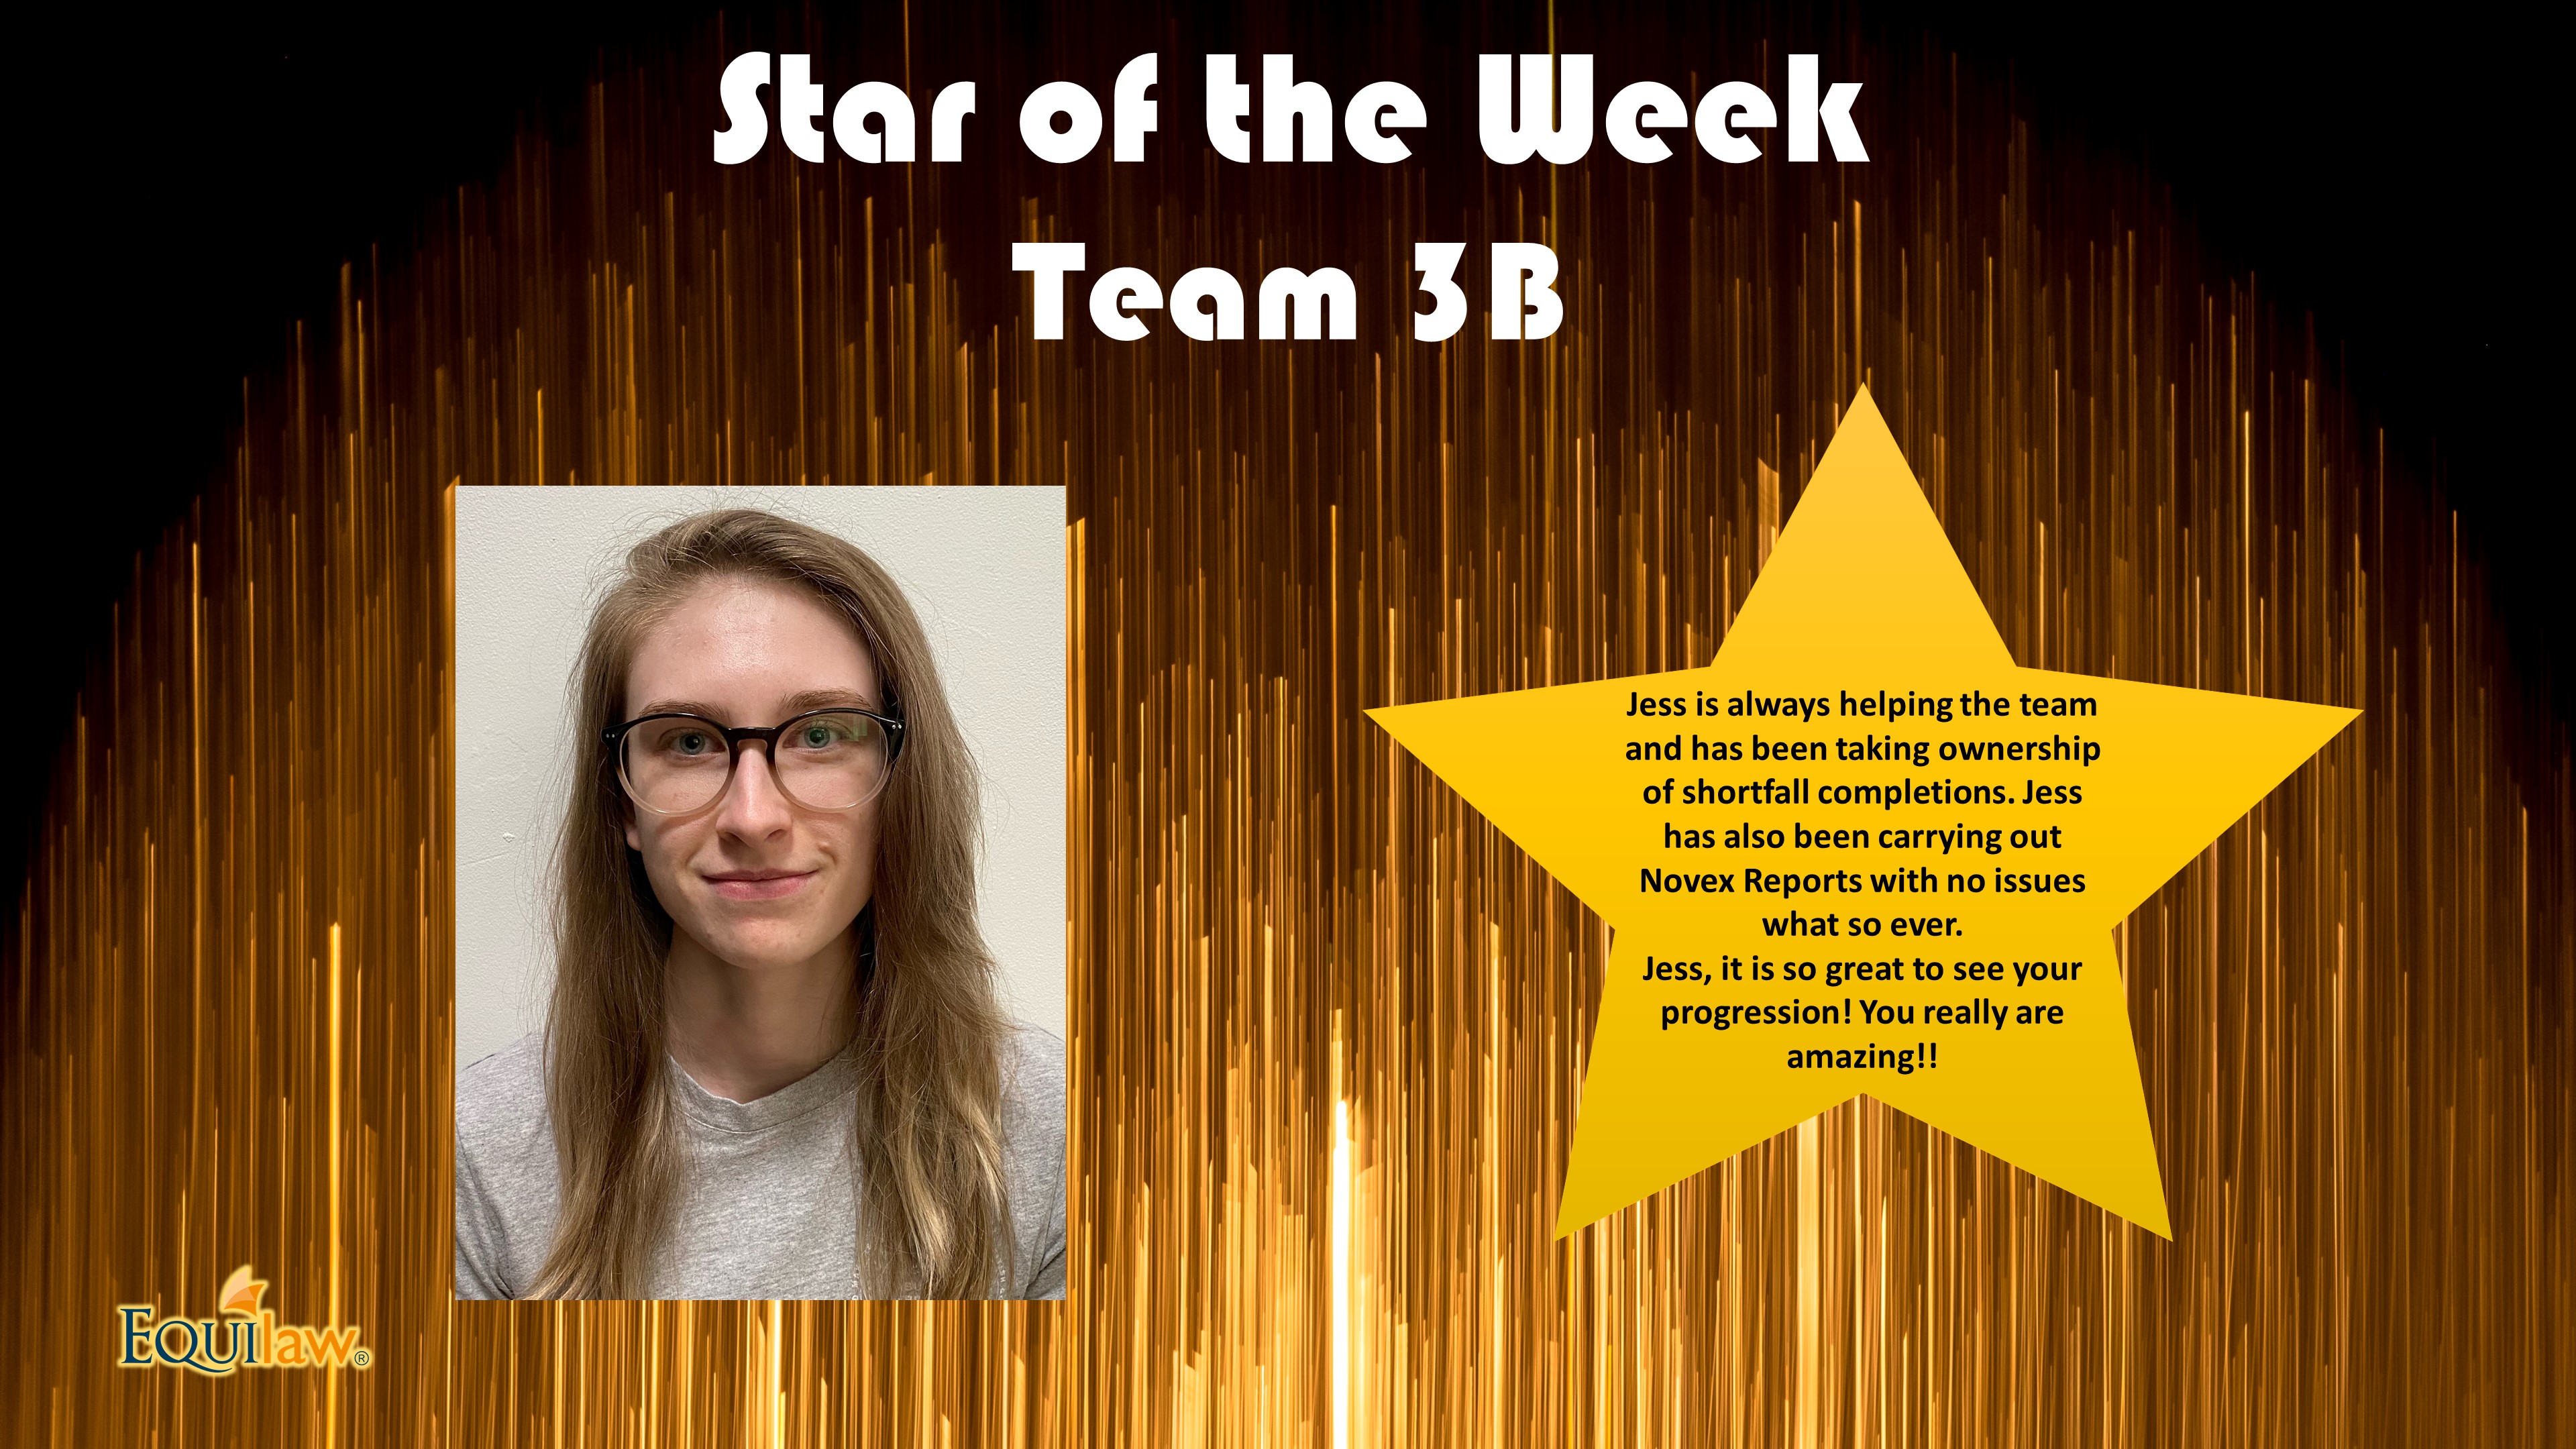 Star of the Week
Team 3B
Jess is always helping the team
and has been taking ownership
of shortfall completions. Jess
has also been carrying out
Novex Reports with no issues
what so ever.
Jess, it is so great to see your
progression! You really are
amazing!!
EQUIlaw®